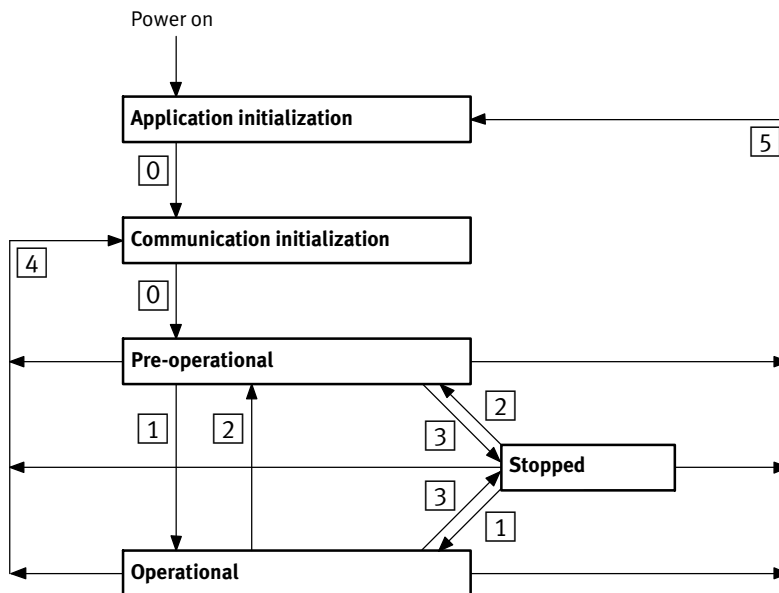 Power on
Application initialization
5
0
Communication initialization
4
0
Pre-operational
1
2
2
3
Stopped
3
1
Operational